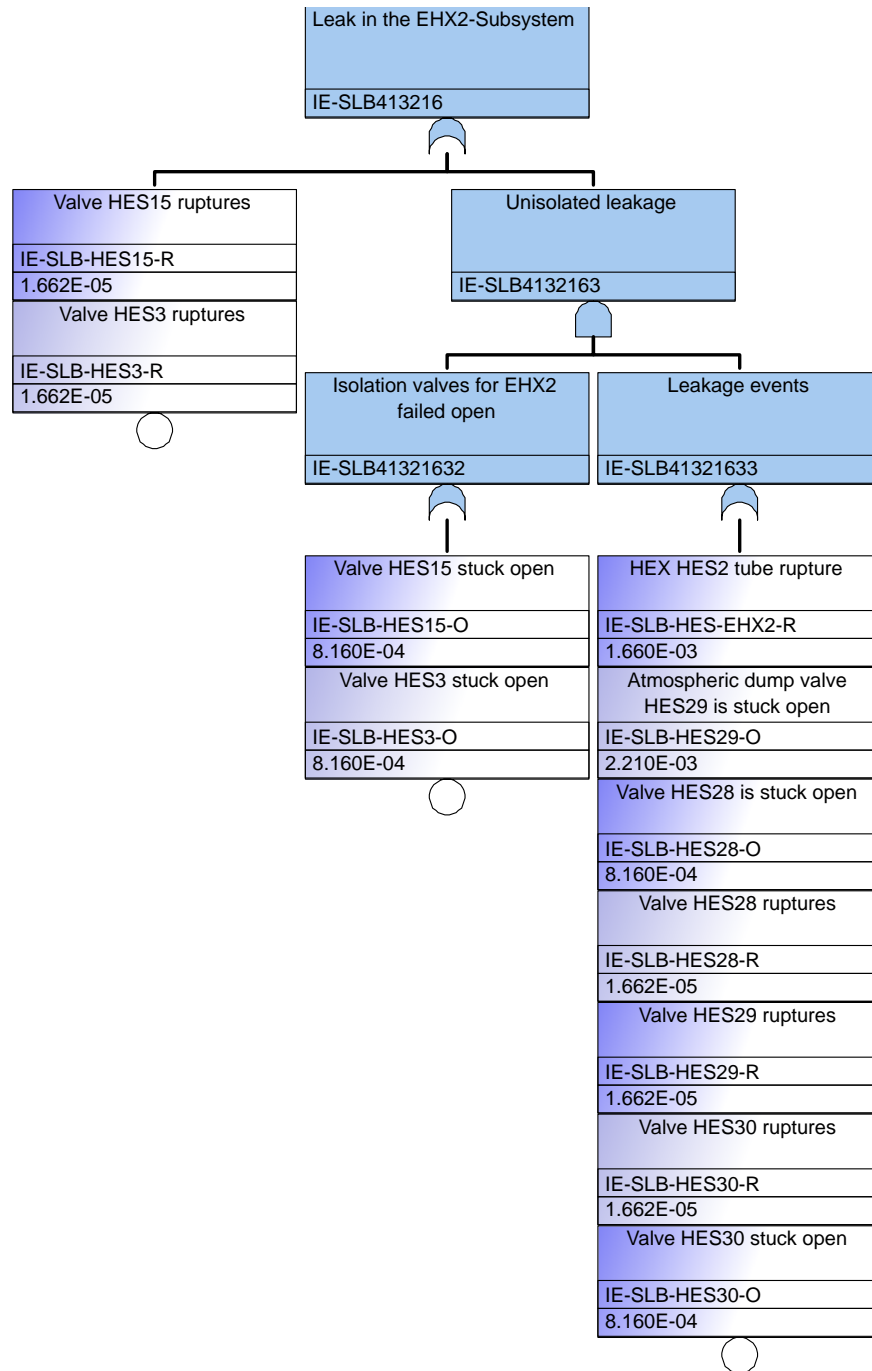 Leak in the EHX2-Subsystem
IE-SLB413216
Valve HES15 ruptures
IE-SLB-HES15-R
1.662E-05
Valve HES3 ruptures
IE-SLB-HES3-R
1.662E-05
Unisolated leakage
IE-SLB4132163
Isolation valves for EHX2
failed open
IE-SLB41321632
Leakage events
IE-SLB41321633
Valve HES15 stuck open
IE-SLB-HES15-O
8.160E-04
Valve HES3 stuck open
IE-SLB-HES3-O
8.160E-04
HEX HES2 tube rupture
IE-SLB-HES-EHX2-R
1.660E-03
Atmospheric dump valve
HES29 is stuck open
IE-SLB-HES29-O
2.210E-03
Valve HES28 is stuck open
IE-SLB-HES28-O
8.160E-04
Valve HES28 ruptures
IE-SLB-HES28-R
1.662E-05
Valve HES29 ruptures
IE-SLB-HES29-R
1.662E-05
Valve HES30 ruptures
IE-SLB-HES30-R
1.662E-05
Valve HES30 stuck open
IE-SLB-HES30-O
8.160E-04